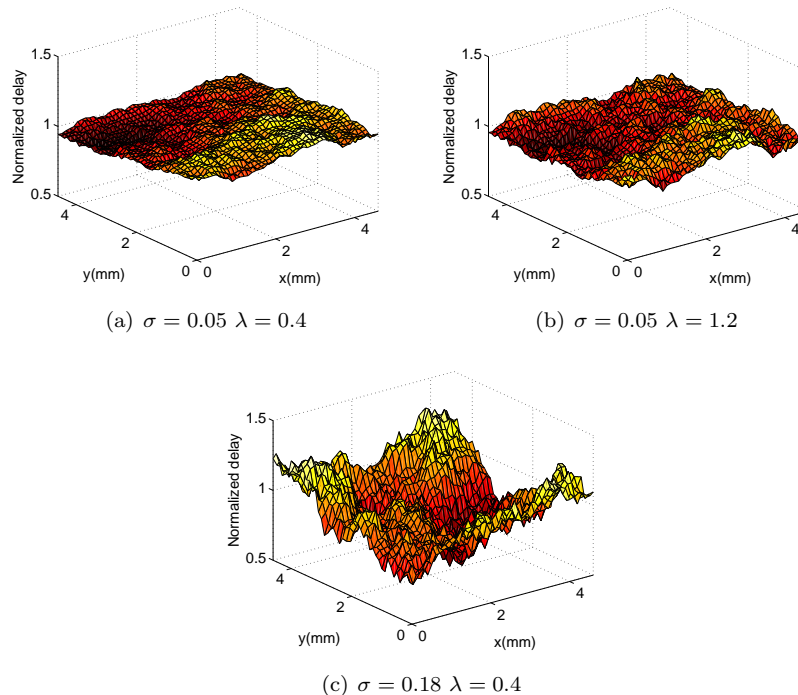 1.5
1
0.5
Normalized delay
4
2
0
y(mm)
0
2
4
x(mm)
(a) σ = 0.05 λ = 0.4
1.5
1
0.5
Normalized delay
4
2
0
y(mm)
0
2
4
x(mm)
(b) σ = 0.05 λ = 1.2
1.5
1
0.5
Normalized delay
4
2
0
y(mm)
0
2
4
x(mm)
(c) σ = 0.18 λ = 0.4